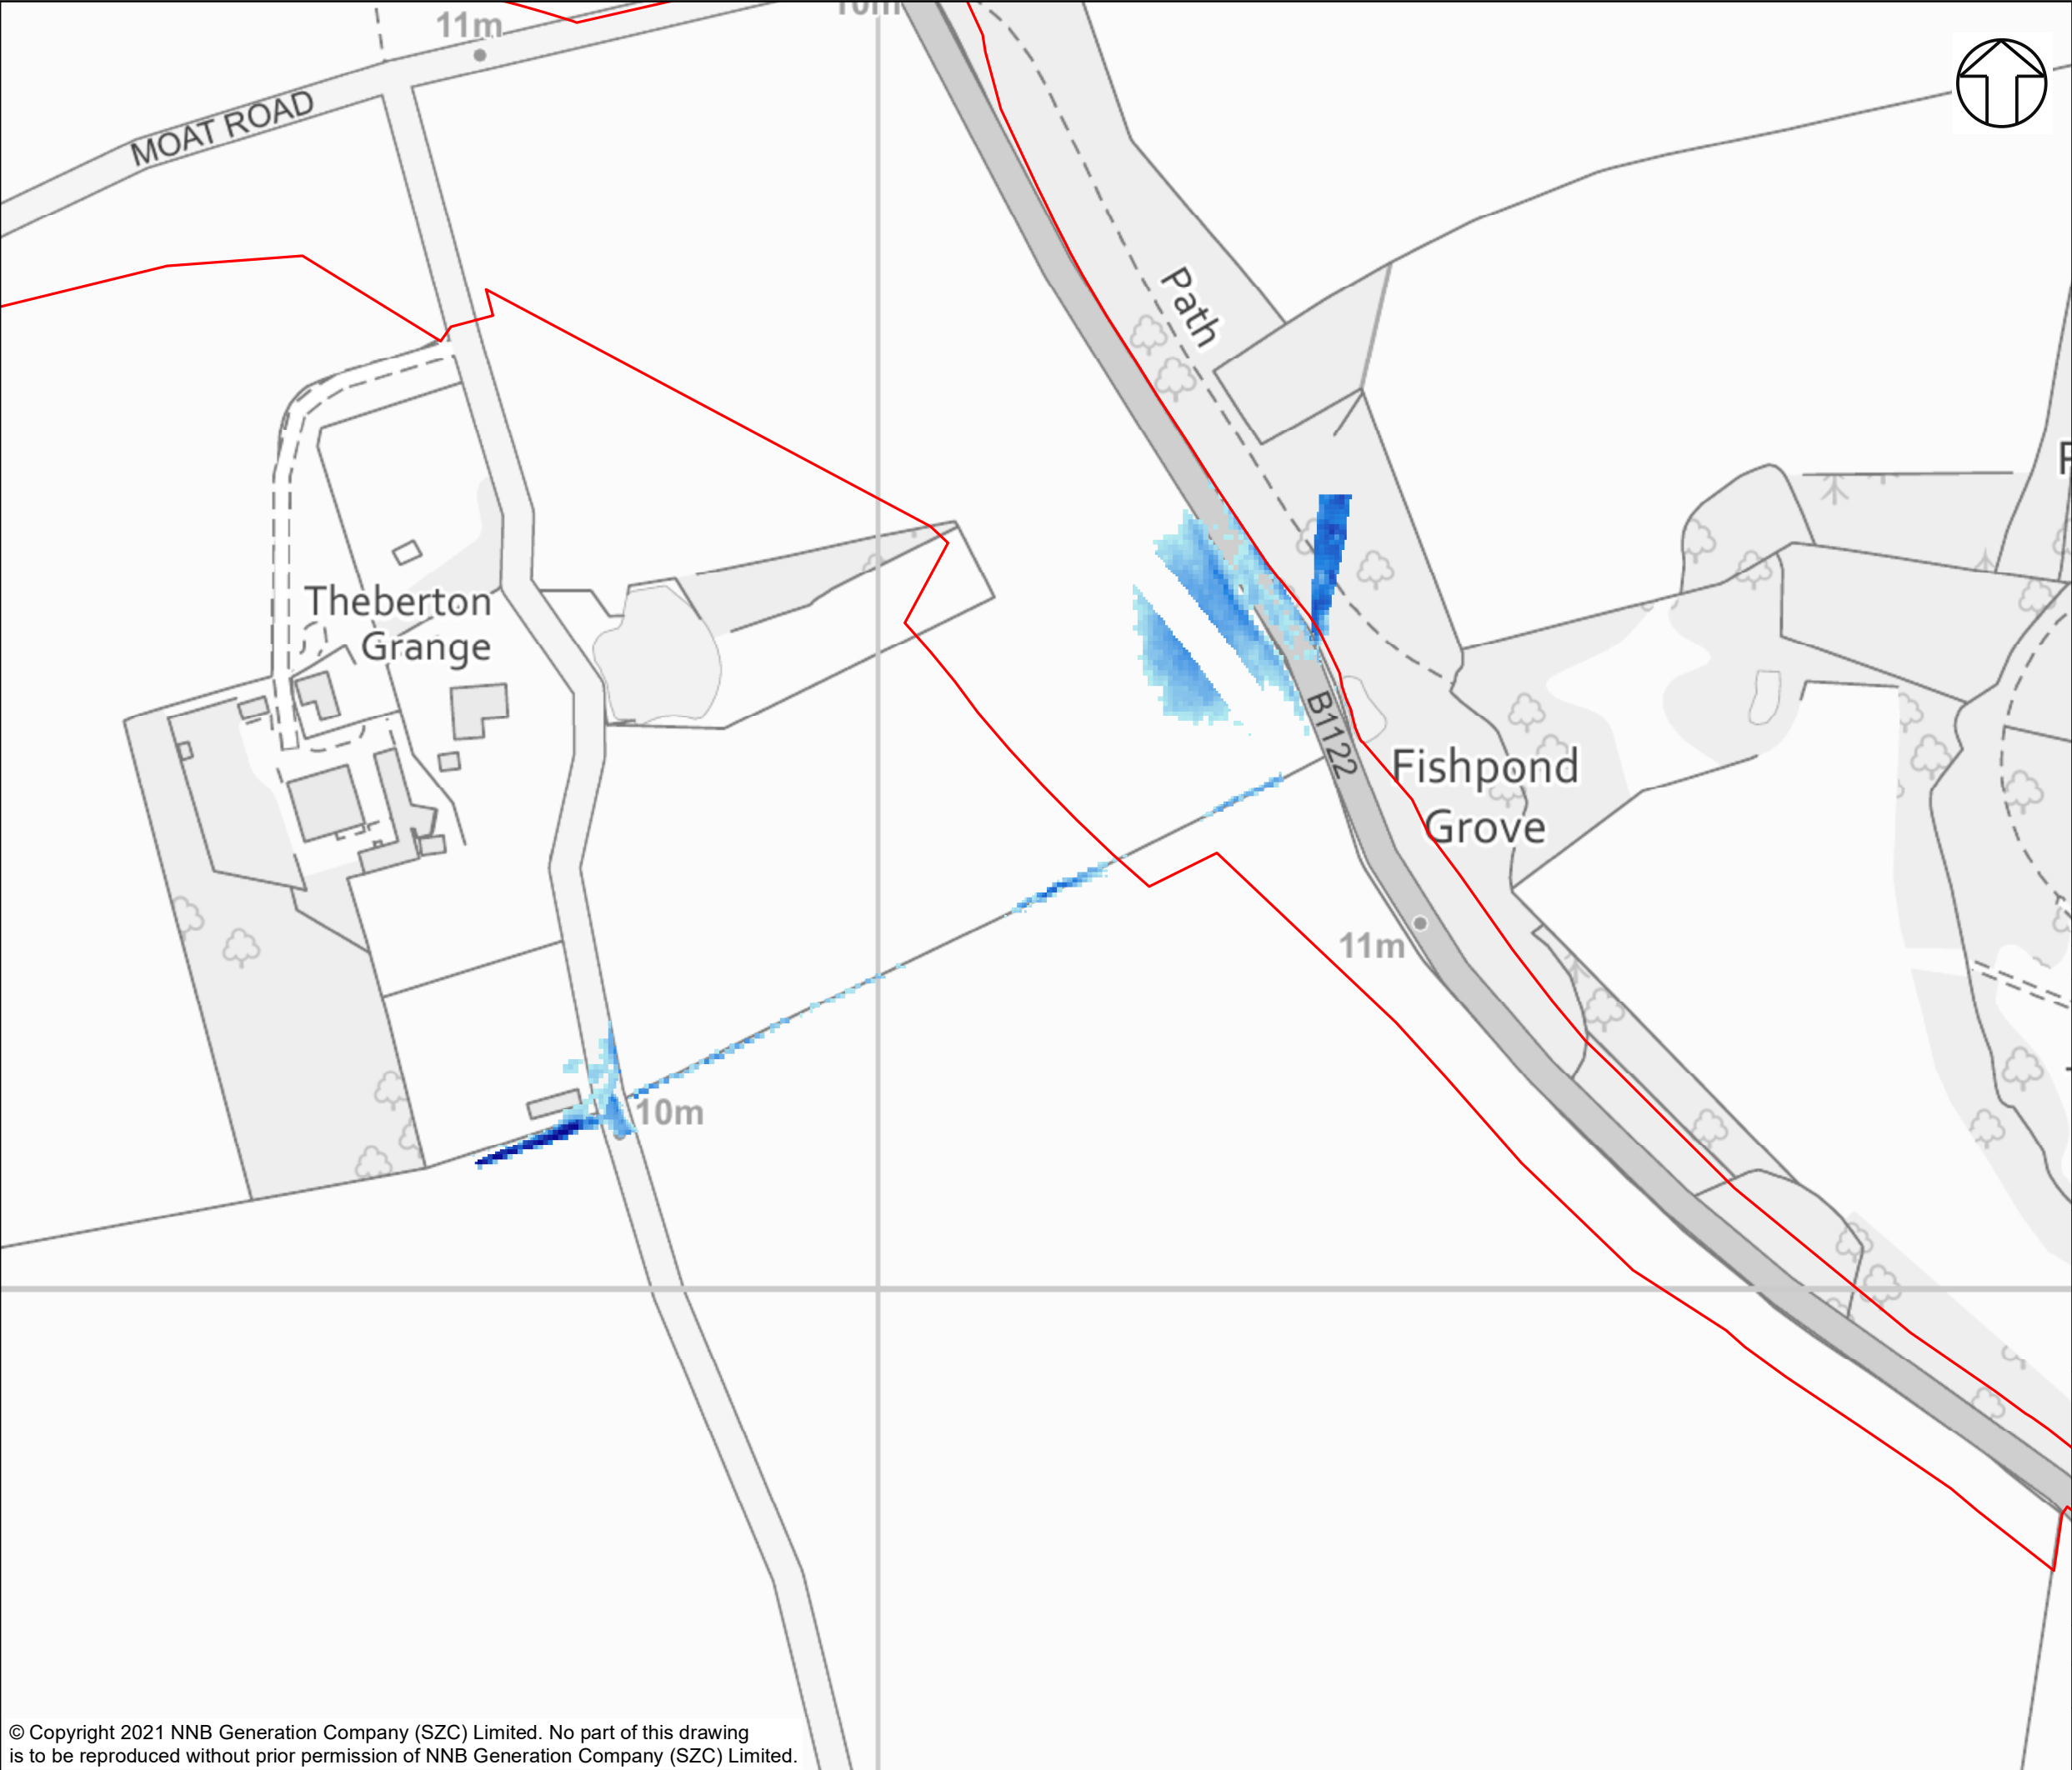 11m
10m
MOAT ROAD
Path
Theberton
Grange
B1122
Fishpond
Grove
11m
10m
© Copyright 2021 NNB Generation Company (SZC) Limited. No part of this drawing
is to be reproduced without prior permission of NNB Generation Company (SZC) Limited.